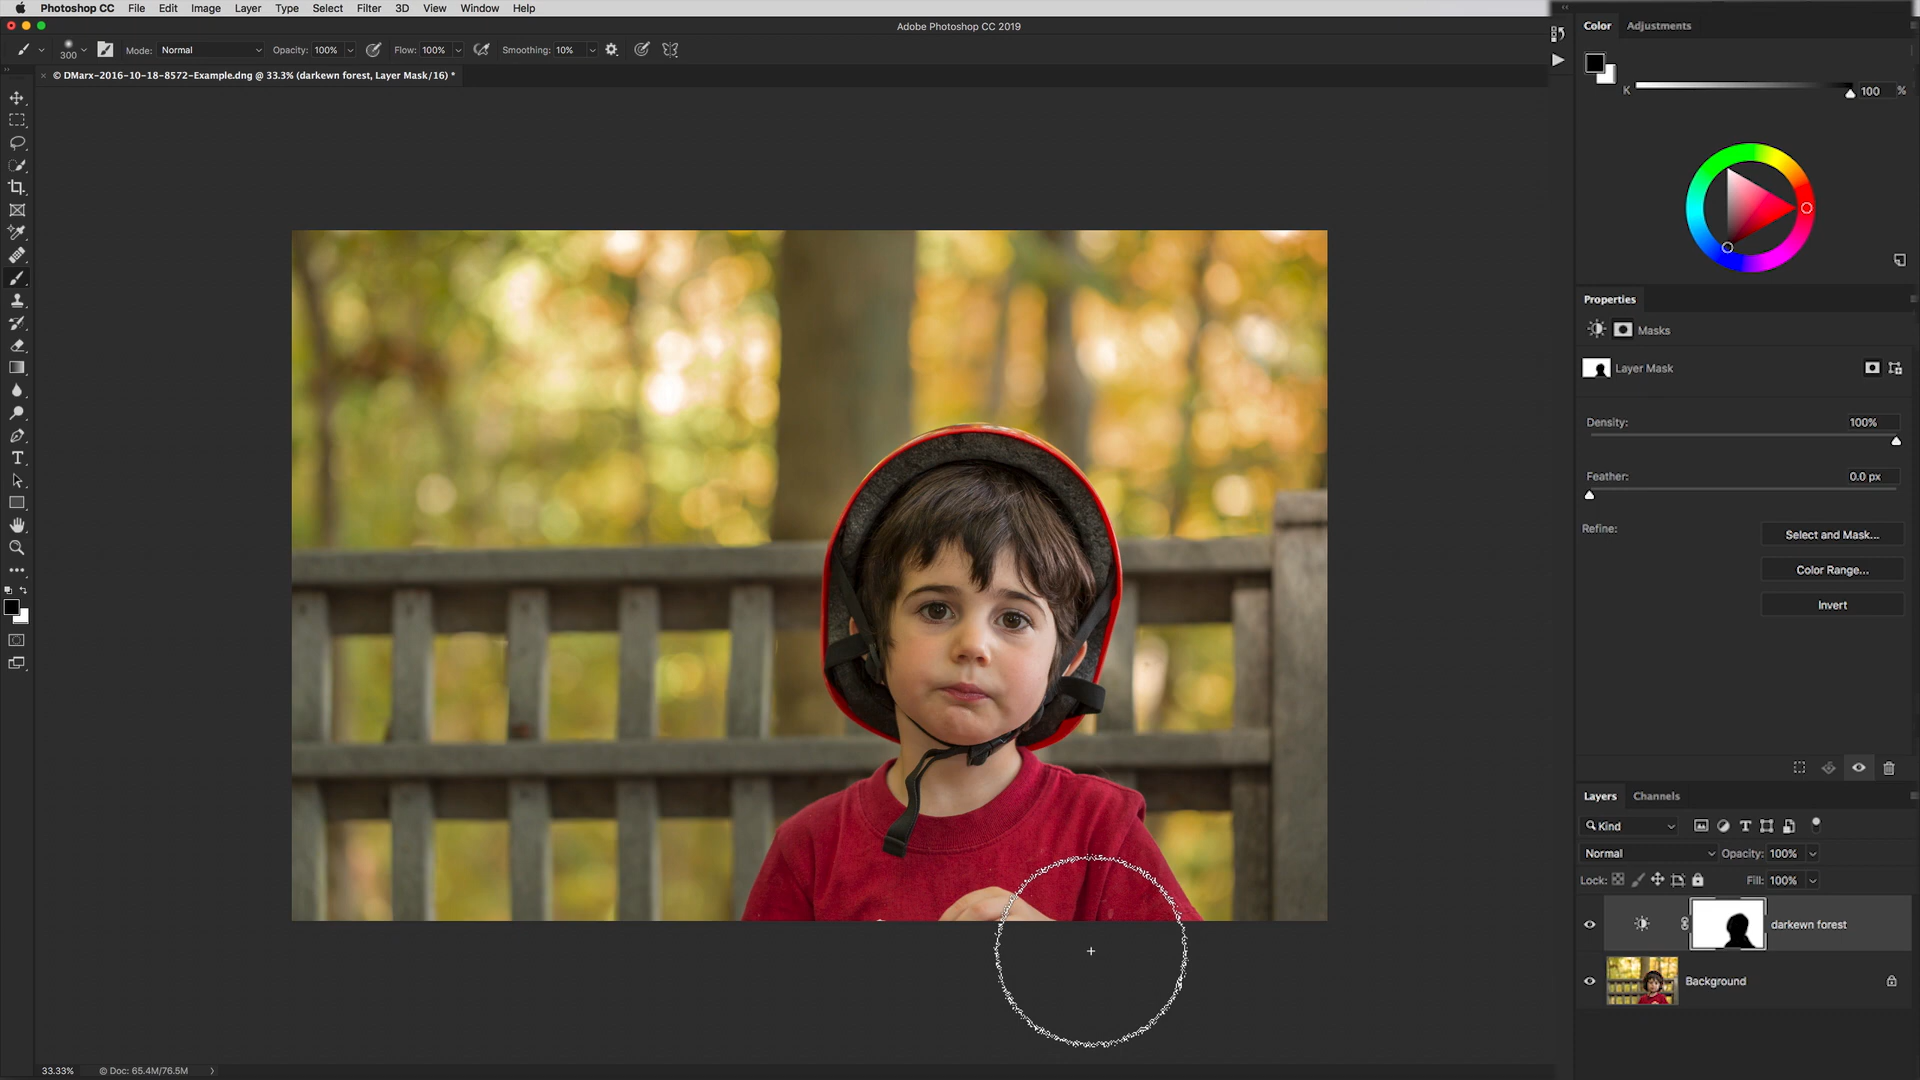 Photoshop CC File Edit Image Layer Type Select Filter 3D View Window Help
Adobe Photoshop CC 2019
300 Mode: Normal Opacity: 100% Flow: 100% Smoothing: 10%
© DMarx-2016-10-18-8572-Example.dng @ 33.3% (darkewn forest, Layer Mask/16) *
Color Adjustments
K 100 %
Properties
Masks
Layer Mask
Density: 100%
Feather: 0.0 px
Refine:
Select and Mask...
Color Range...
Invert
Layers Channels
Kind
Normal Opacity: 100%
Lock: Fill: 100%
darkewn forest
Background
33.33% © Doc: 65.4M/76.5M